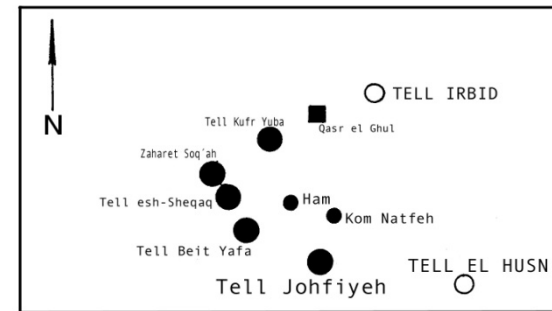 N
TELL IRBID
Qasr el Ghul
Tell Kufr Yuba
Zaharet Soq'ah
Tell esh-Sheqaq
Ham
Kom Natfeh
Tell Beit Yafa
TELL EL HUSN
Tell Johfiyeh